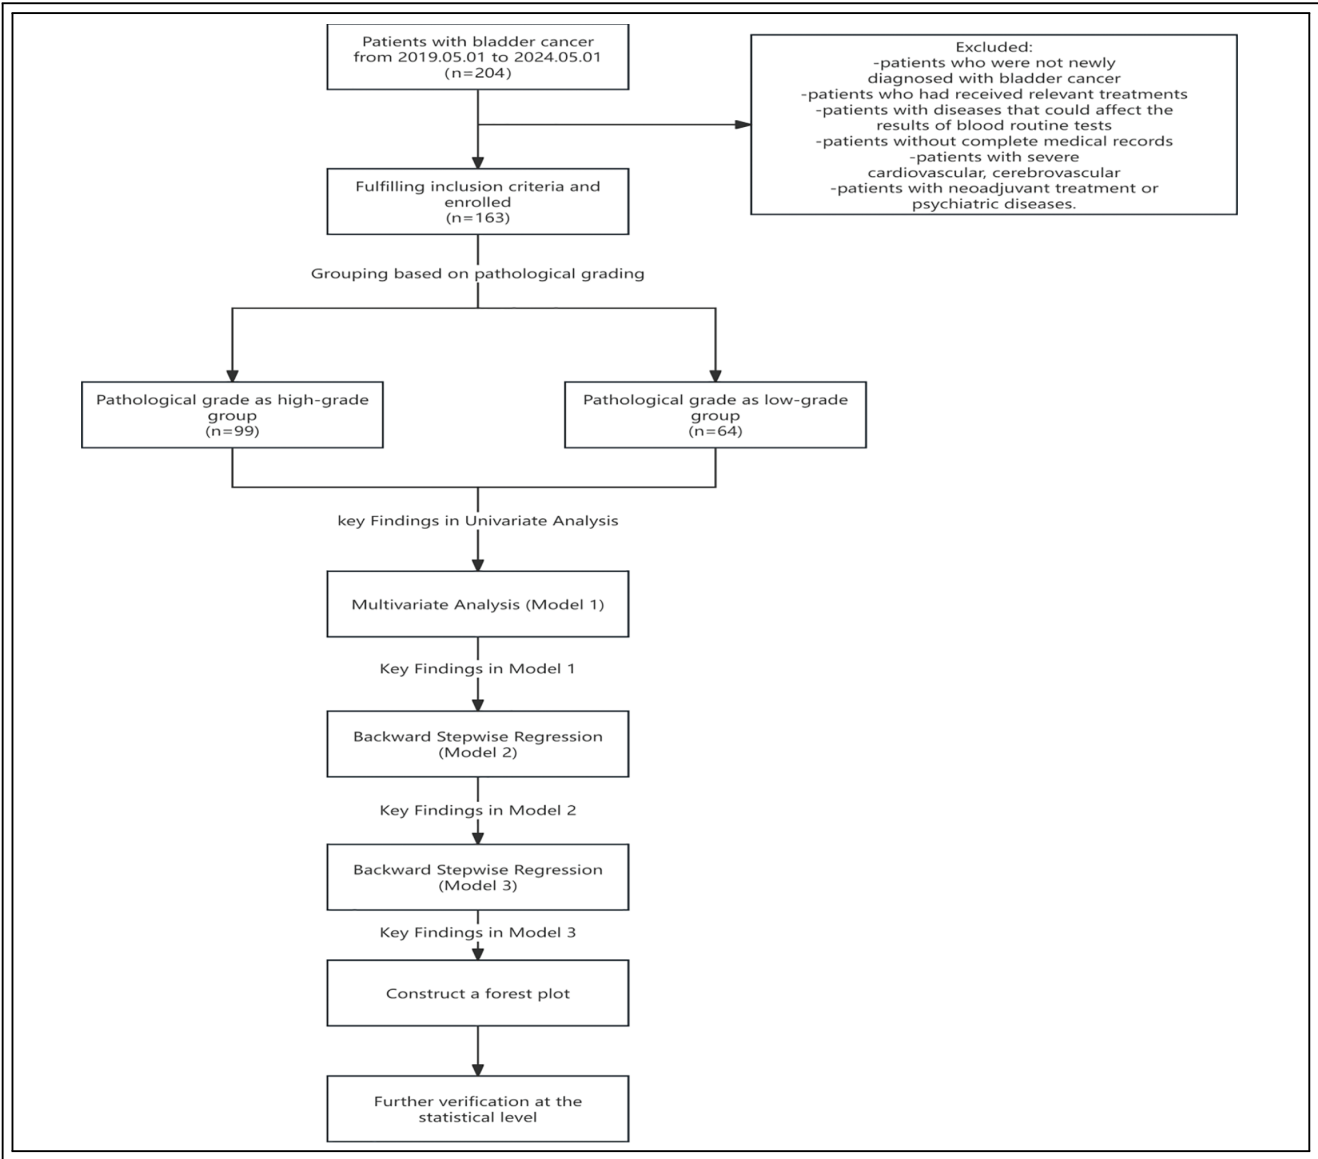 Patients with bladder cancer
from 2019.05.01 to 2024.05.01
(n=204)
Excluded:
-patients who were not newly
diagnosed with bladder cancer
-patients who had received relevant treatments
-patients with diseases that could affect the
results of blood routine tests
-patients without complete medical records
-patients with severe
cardiovascular, cerebrovascular
-patients with neoadjuvant treatment or
psychiatric diseases.
Fulfilling inclusion criteria and
enrolled
(n=163)
Grouping based on pathological grading
Pathological grade as high-grade
group
(n=99)
Pathological grade as low-grade
group
(n=64)
key Findings in Univariate Analysis
Multivariate Analysis (Model 1)
Key Findings in Model 1
Backward Stepwise Regression
(Model 2)
Key Findings in Model 2
Backward Stepwise Regression
(Model 3)
Key Findings in Model 3
Construct a forest plot
Further verification at the
statistical level